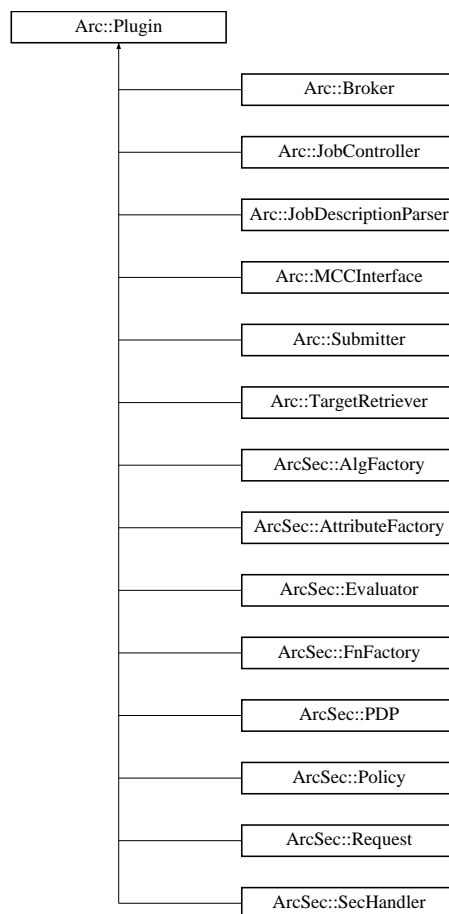 Arc::Plugin
Arc::Broker
Arc::JobController
Arc::JobDescriptionParser
Arc::MCCInterface
Arc::Submitter
Arc::TargetRetriever
ArcSec::AlgFactory
ArcSec::AttributeFactory
ArcSec::Evaluator
ArcSec::FnFactory
ArcSec::PDP
ArcSec::Policy
ArcSec::Request
ArcSec::SecHandler